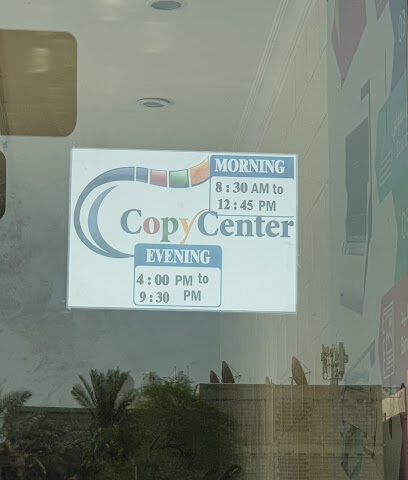 MORNING
8:30 AM to
12:45 PM
CopyCenter
EVENING
4:00 PM to
9:30 PM